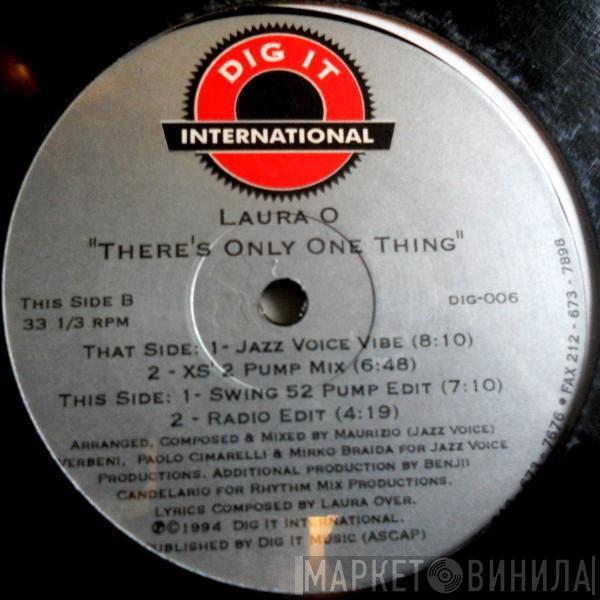 DIG IT
INTERNATIONAL
LAURA O
"THERE'S ONLY ONE THING"
THIS SIDE B
DIG-006
33 1/3 RPM
THAT SIDE: 1- JAZZ VOICE VIBE (8:10)
2 - XS' 2 PUMP MIX (6:48)
THIS SIDE: 1- SWING 52 PUMP EDIT (7:10)
2 - RADIO EDIT (4:19)
ARRANGED, COMPOSED & MIXED BY MAURIZIO (JAZZ VOICE)
VERBENI, PAOLO CIMARELLI & MIRKO BRAIDA FOR JAZZ VOICE
PRODUCTIONS. ADDITIONAL PRODUCTION BY BENJII
CANDELARIO FOR RHYTHM MIX PRODUCTIONS.
LYRICS COMPOSED BY LAURA OVER.
℗©1994 DIG IT INTERNATIONAL.
PUBLISHED BY DIG IT MUSIC (ASCAP)
673 - 7676 • FAX 212 - 673 - 7898
МАРКЕТ ВИНИЛА